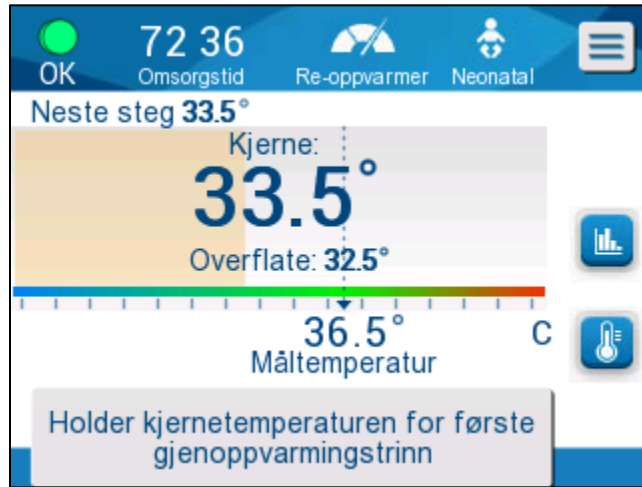 OK
72 36
Omsorgstid
Re-oppvarmer
Neonatal
Neste steg 33.5°
Kjerne:
33.5°
Overflate: 32.5°
36.5°
C
Måltemperatur
Holder kjernetemperaturen for første
gjenoppvarmingstrinn